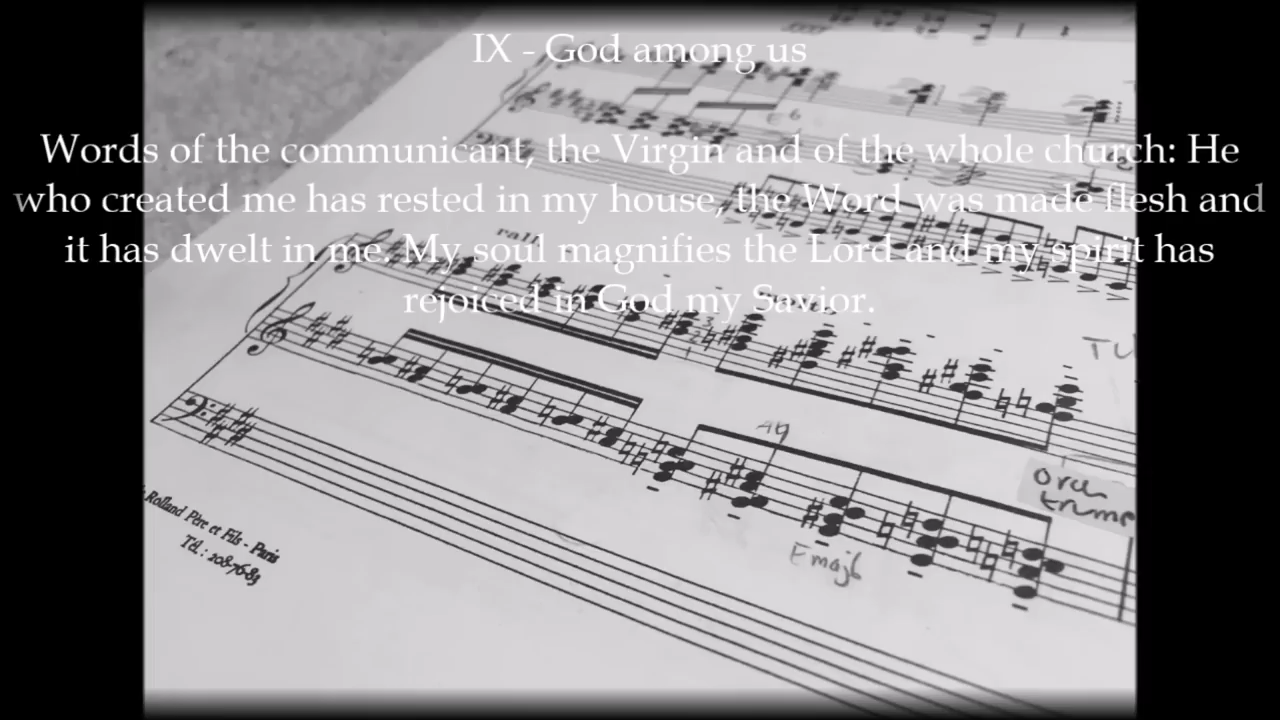 IX - God among us
Words of the communicant, the Virgin and of the whole church: He
who created me has rested in my house, the Word was made flesh and
it has dwelt in me. My soul magnifies the Lord and my spirit has
rejoiced in God my Savior.
rall
Ab
Emaj6
Rolland Père et Fils - Paris
Tél. : 208-76-83